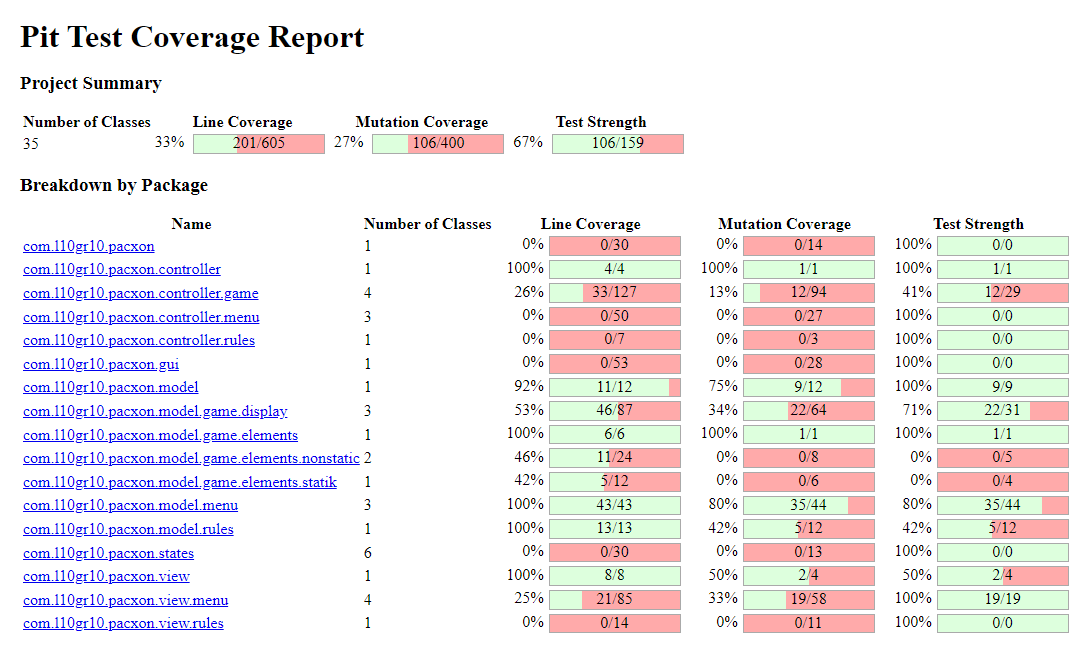 Pit Test Coverage Report
Project Summary
Number of Classes Line Coverage Mutation Coverage Test Strength
35 33% 201/605 27% 106/400 67% 106/159
Breakdown by Package
Name Number of Classes Line Coverage Mutation Coverage Test Strength
com.l10gr10.pacxon 1 0% 0/30 0% 0/14 100% 0/0
com.l10gr10.pacxon.controller 1 100% 4/4 100% 1/1 100% 1/1
com.l10gr10.pacxon.controller.game 4 26% 33/127 13% 12/94 41% 12/29
com.l10gr10.pacxon.controller.menu 3 0% 0/50 0% 0/27 100% 0/0
com.l10gr10.pacxon.controller.rules 1 0% 0/7 0% 0/3 100% 0/0
com.l10gr10.pacxon.gui 1 0% 0/53 0% 0/28 100% 0/0
com.l10gr10.pacxon.model 1 92% 11/12 75% 9/12 100% 9/9
com.l10gr10.pacxon.model.game.display 3 53% 46/87 34% 22/64 71% 22/31
com.l10gr10.pacxon.model.game.elements 1 100% 6/6 100% 1/1 100% 1/1
com.l10gr10.pacxon.model.game.elements.nonstatic 2 46% 11/24 0% 0/8 0% 0/5
com.l10gr10.pacxon.model.game.elements.statik 1 42% 5/12 0% 0/6 0% 0/4
com.l10gr10.pacxon.model.menu 3 100% 43/43 80% 35/44 80% 35/44
com.l10gr10.pacxon.model.rules 1 100% 13/13 42% 5/12 42% 5/12
com.l10gr10.pacxon.states 6 0% 0/30 0% 0/13 100% 0/0
com.l10gr10.pacxon.view 1 100% 8/8 50% 2/4 50% 2/4
com.l10gr10.pacxon.view.menu 4 25% 21/85 33% 19/58 100% 19/19
com.l10gr10.pacxon.view.rules 1 0% 0/14 0% 0/11 100% 0/0